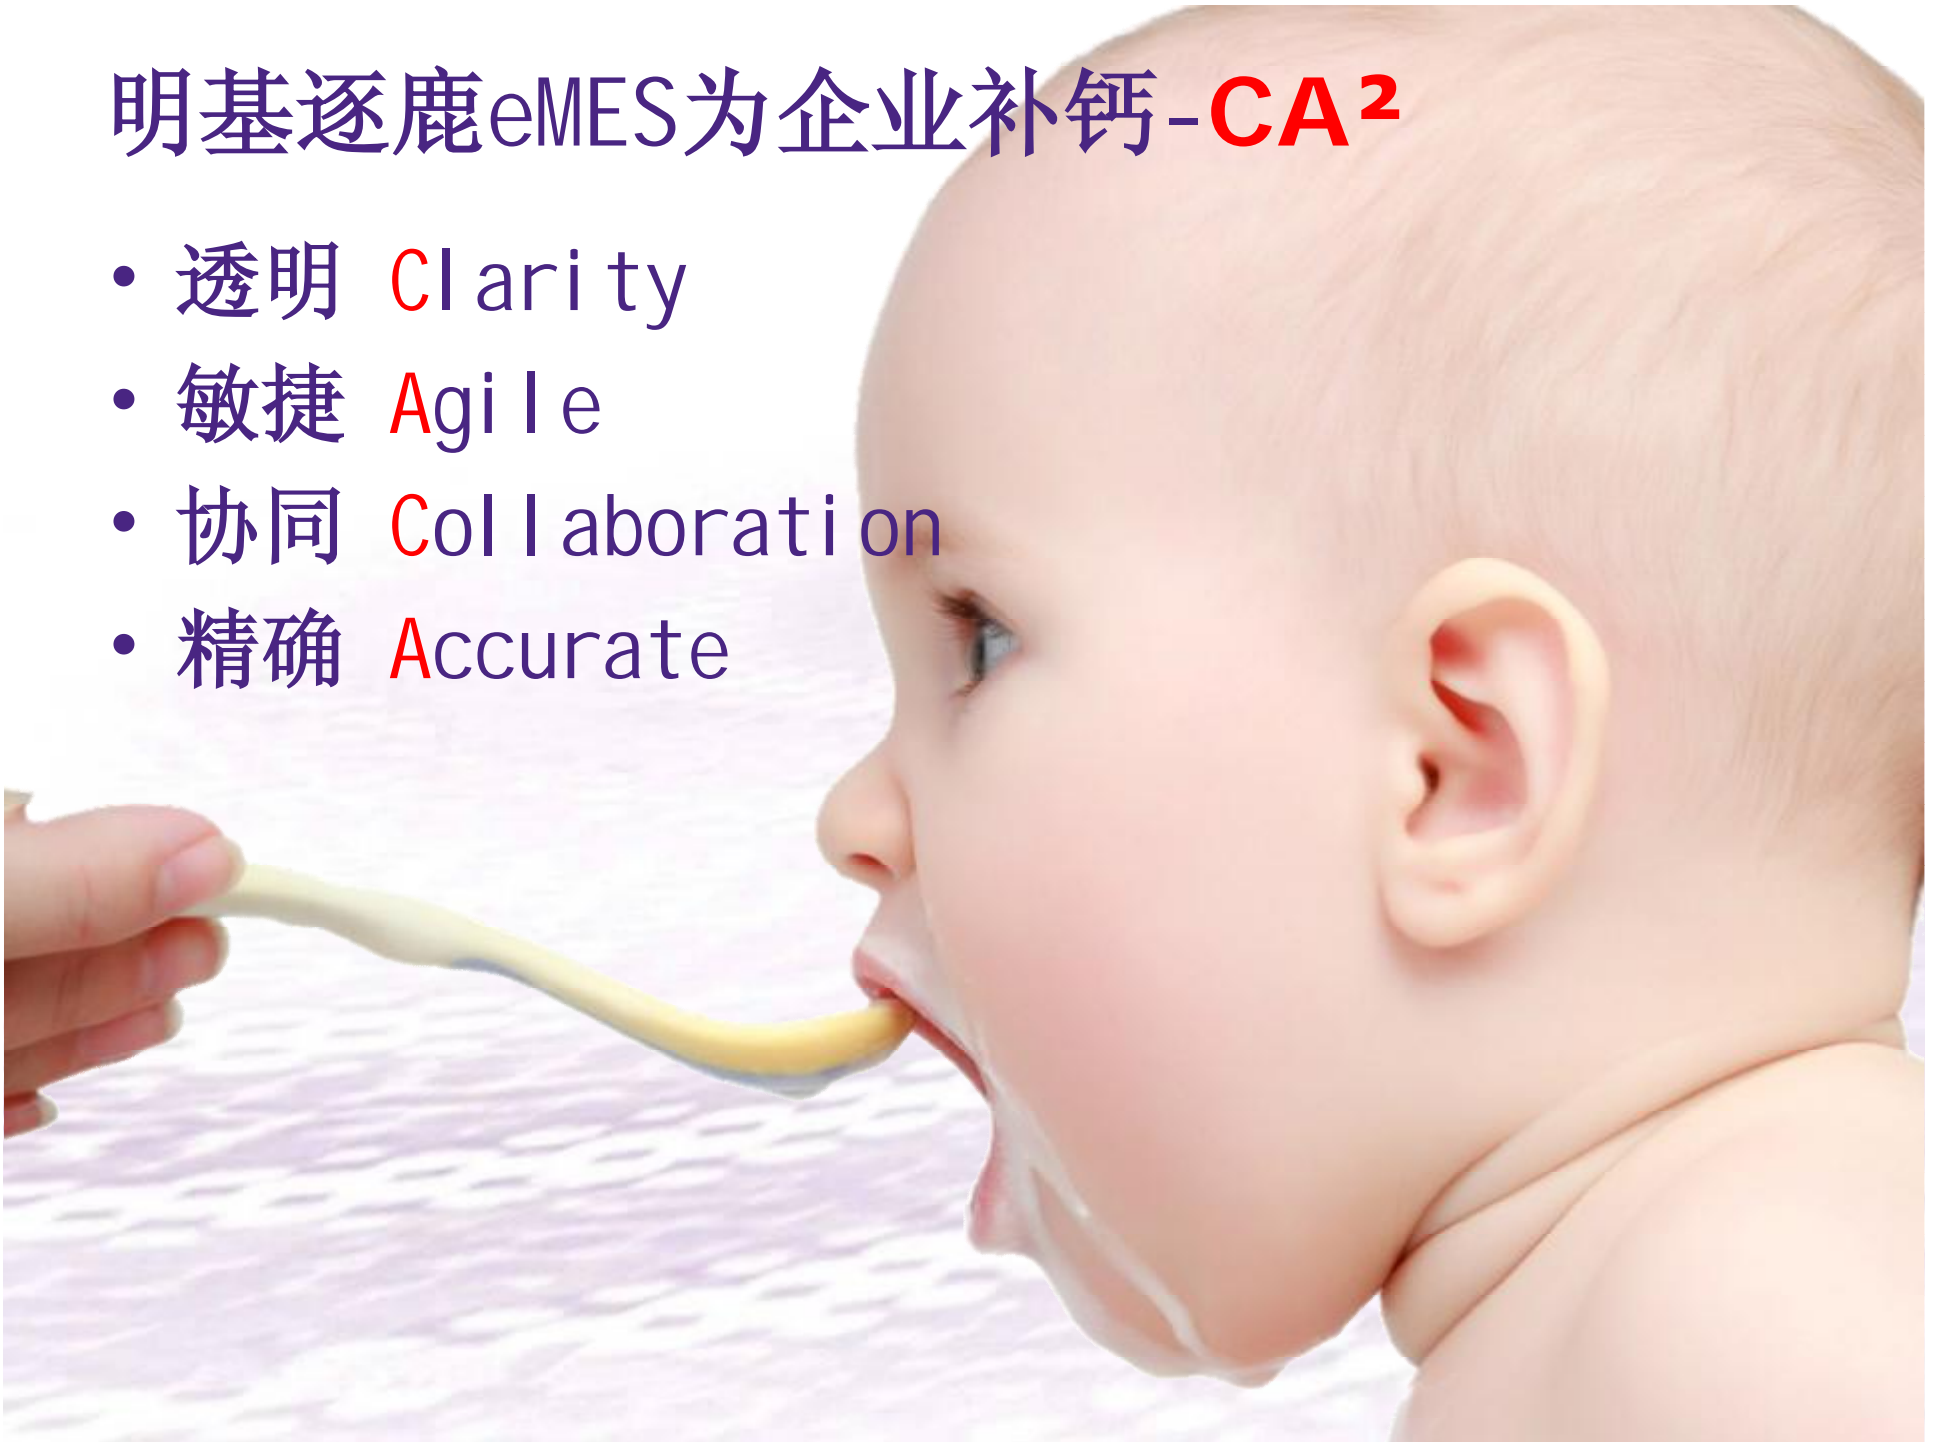 明基逐鹿eMES为企业补钙-CA²
• 透明 Clarity
• 敏捷 Agile
• 协同 Collaboration
• 精确 Accurate